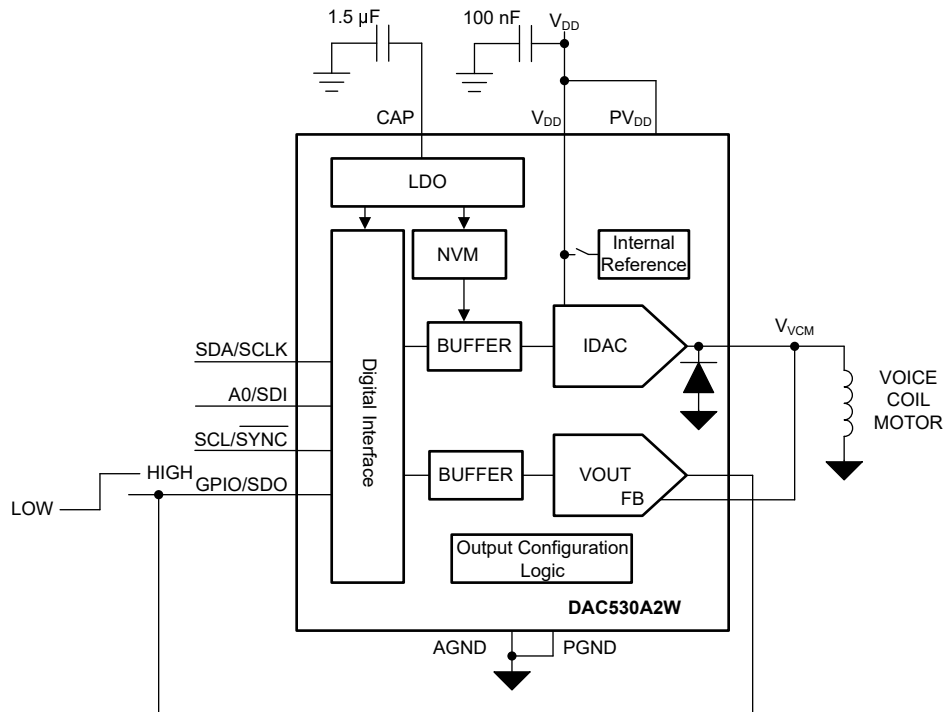 1.5 µF
100 nF
VDD
CAP
VDD
PVDD
LDO
NVM
Internal
Reference
BUFFER
IDAC
VVCM
SDA/SCLK
A0/SDI
SCL/SYNC
GPIO/SDO
Digital Interface
VOICE
COIL
MOTOR
HIGH
LOW
BUFFER
VOUT
FB
Output Configuration
Logic
DAC530A2W
AGND
PGND